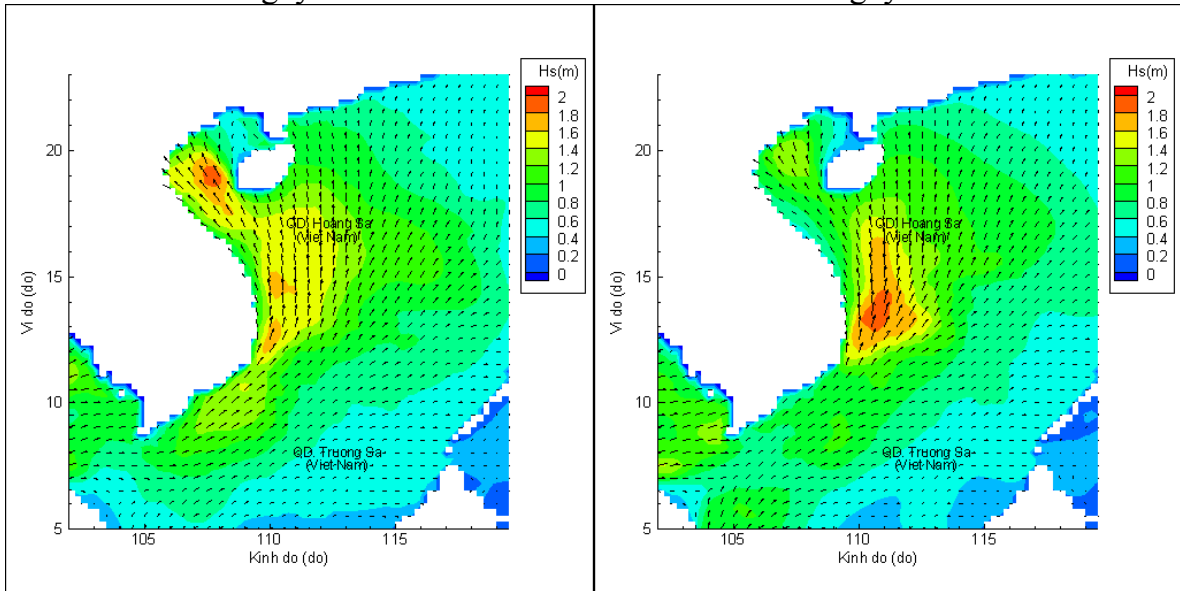 Hs(m)
2
1.8
1.6
1.4
1.2
1
0.8
0.6
0.4
0.2
0
20
15
10
5
Vi do (do)
105
110
115
Kinh do (do)
QD. Hoang Sa
(Viet Nam)
QD. Truong Sa
(Viet Nam)
Hs(m)
2
1.8
1.6
1.4
1.2
1
0.8
0.6
0.4
0.2
0
20
15
10
5
Vi do (do)
105
110
115
Kinh do (do)
QD. Hoang Sa
(Viet Nam)
QD. Truong Sa
(Viet Nam)